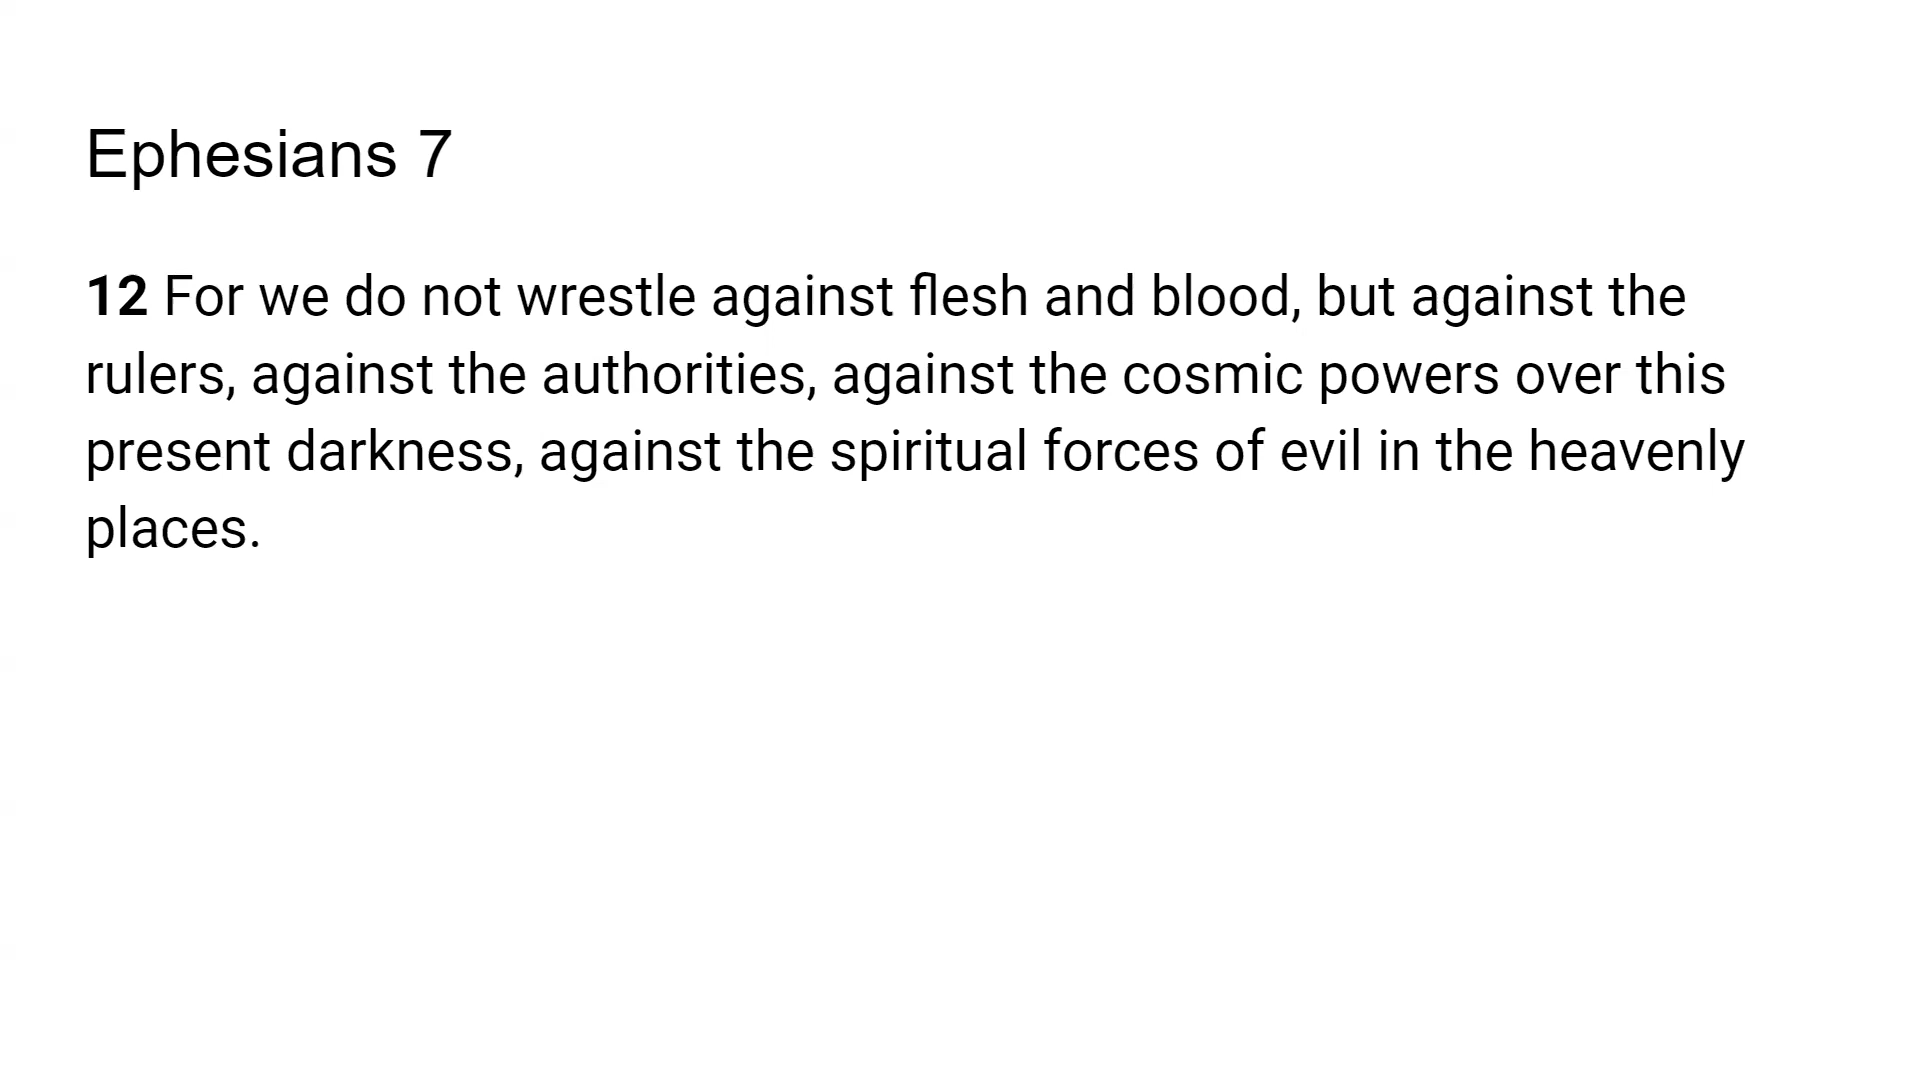 Ephesians 7
12 For we do not wrestle against flesh and blood, but against the
rulers, against the authorities, against the cosmic powers over this
present darkness, against the spiritual forces of evil in the heavenly
places.